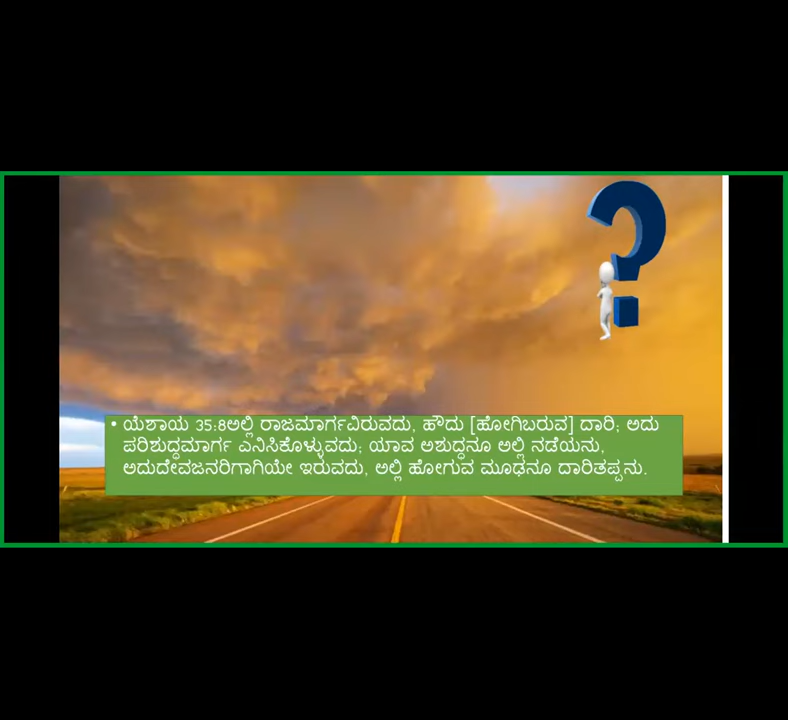 • ಯೆಶಾಯ 35:8ಅಲ್ಲಿ ರಾಜಮಾರ್ಗವಿರುವದು, ಹೌದು [ಹೋಗಿಬರುವ] ದಾರಿ; ಅದು
ಪರಿಶುದ್ಧಮಾರ್ಗ ಎನಿಸಿಕೊಳ್ಳುವದು; ಯಾವ ಅಶುದ್ಧನೂ ಅಲ್ಲಿ ನಡೆಯನು,
ಅದುದೇವಜನರಿಗಾಗಿಯೇ ಇರುವದು, ಅಲ್ಲಿ ಹೋಗುವ ಮೂಢನೂ ದಾರಿತಪ್ಪನು.